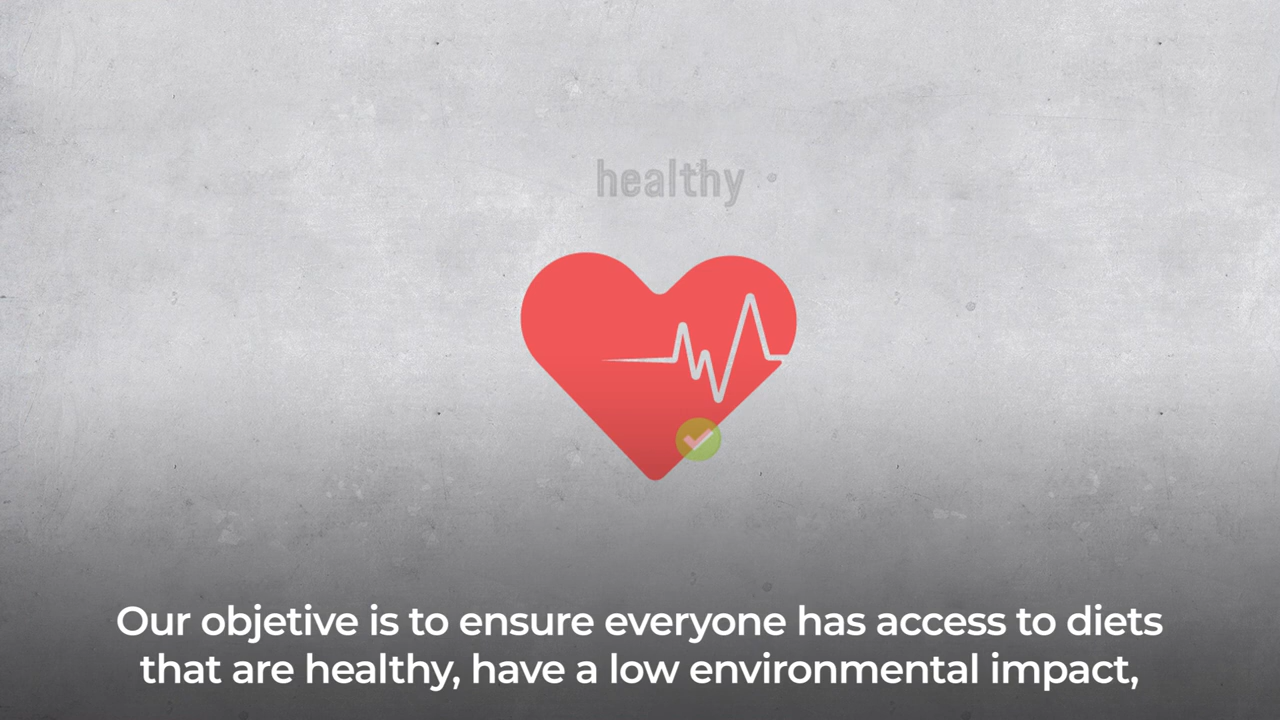 healthy
Our objetive is to ensure everyone has access to diets
that are healthy, have a low environmental impact,